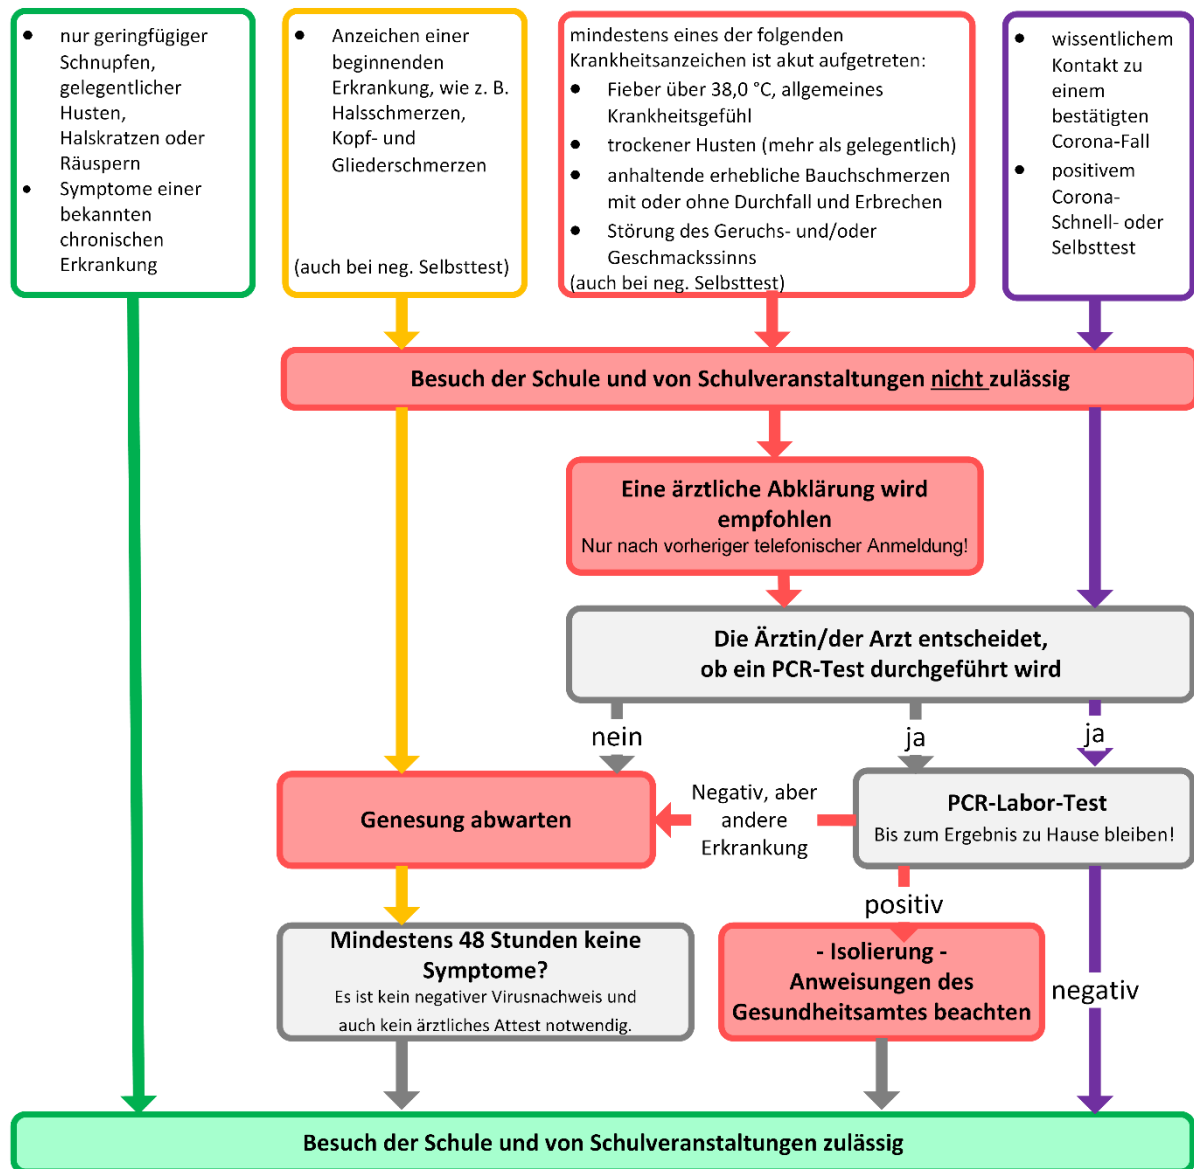 nur geringfügiger
Schnupfen,
gelegentlicher
Husten,
Halskratzen oder
Räuspern
Symptome einer
bekannten
chronischen
Erkrankung
Anzeichen einer
beginnenden
Erkrankung, wie z. B.
Halsschmerzen,
Kopf- und
Gliederschmerzen
(auch bei neg. Selbsttest)
mindestens eines der folgenden
Krankheitsanzeichen ist akut aufgetreten:
Fieber über 38,0 °C, allgemeines
Krankheitsgefühl
trockener Husten (mehr als gelegentlich)
anhaltende erhebliche Bauchschmerzen
mit oder ohne Durchfall und Erbrechen
Störung des Geruchs- und/oder
Geschmackssinns
(auch bei neg. Selbsttest)
wissentlichem
Kontakt zu
einem
bestätigten
Corona-Fall
positivem
Corona-
Schnell- oder
Selbsttest
Besuch der Schule und von Schulveranstaltungen nicht zulässig
Eine ärztliche Abklärung wird
empfohlen
Nur nach vorheriger telefonischer Anmeldung!
Die Ärztin/der Arzt entscheidet,
ob ein PCR-Test durchgeführt wird
nein
ja
ja
Genesung abwarten
Negativ, aber
andere
Erkrankung
PCR-Labor-Test
Bis zum Ergebnis zu Hause bleiben!
positiv
negativ
Mindestens 48 Stunden keine
Symptome?
Es ist kein negativer Virusnachweis und
auch kein ärztliches Attest notwendig.
- Isolierung -
Anweisungen des
Gesundheitsamtes beachten
Besuch der Schule und von Schulveranstaltungen zulässig